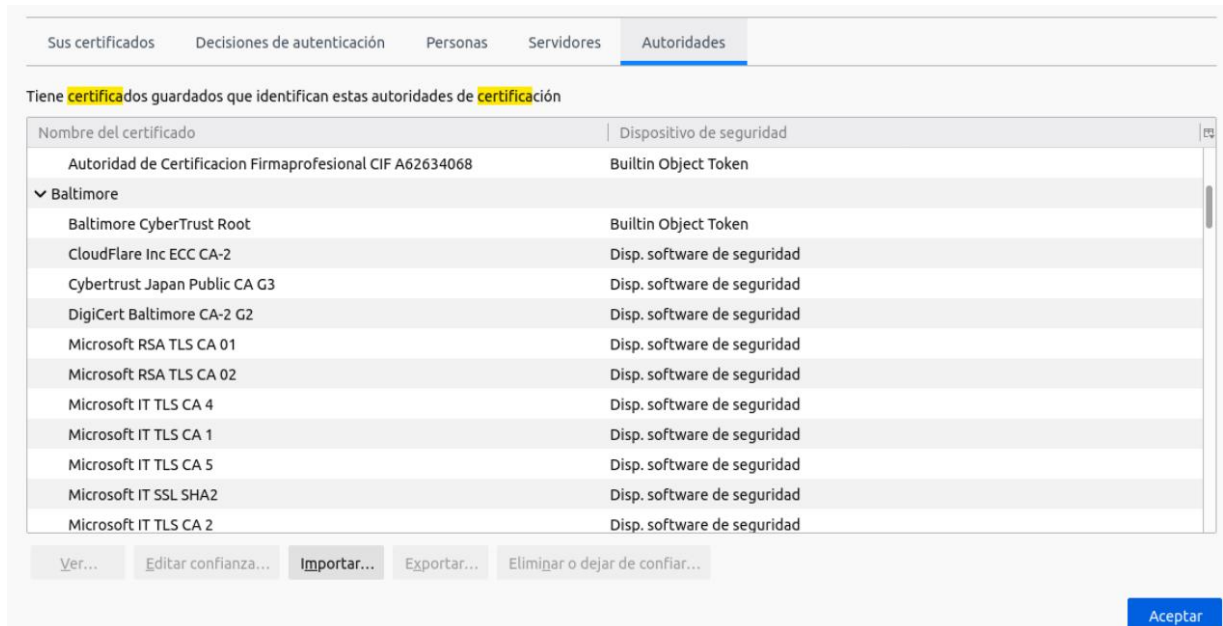 Sus certificados Decisiones de autenticación Personas Servidores Autoridades
Tiene certificados guardados que identifican estas autoridades de certificación
Nombre del certificado Dispositivo de seguridad
Autoridad de Certificacion Firmaprofesional CIF A62634068 Builtin Object Token
Baltimore
Baltimore CyberTrust Root Builtin Object Token
CloudFlare Inc ECC CA-2 Disp. software de seguridad
Cybertrust Japan Public CA G3 Disp. software de seguridad
DigiCert Baltimore CA-2 G2 Disp. software de seguridad
Microsoft RSA TLS CA 01 Disp. software de seguridad
Microsoft RSA TLS CA 02 Disp. software de seguridad
Microsoft IT TLS CA 4 Disp. software de seguridad
Microsoft IT TLS CA 1 Disp. software de seguridad
Microsoft IT TLS CA 5 Disp. software de seguridad
Microsoft IT SSL SHA2 Disp. software de seguridad
Microsoft IT TLS CA 2 Disp. software de seguridad
Ver... Editar confianza... Importar... Exportar... Eliminar o dejar de confiar...
Aceptar